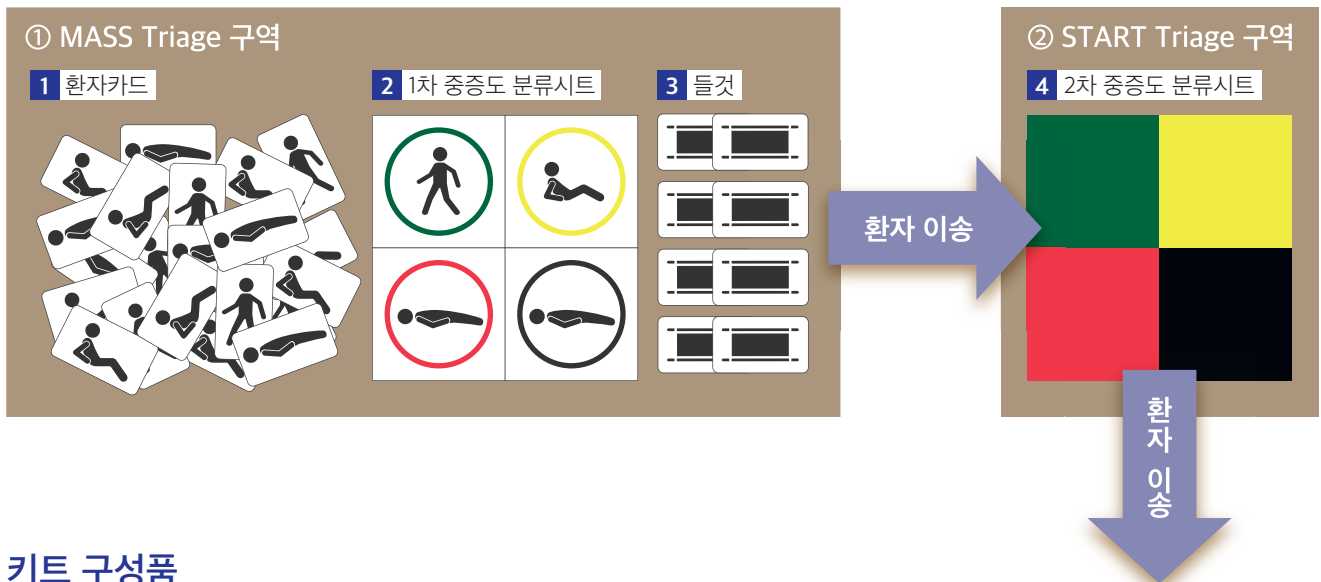 ① MASS Triage 구역
1 환자카드
2 1차 중증도 분류시트
3 들것
환자 이송
② START Triage 구역
4 2차 중증도 분류시트
환자 이송
키트 구성품